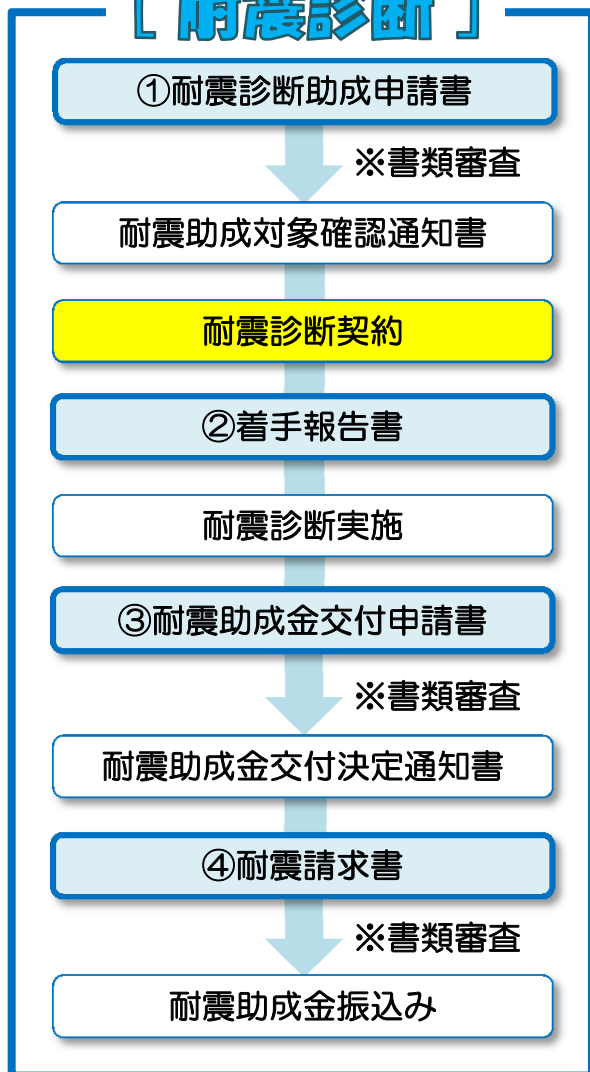 [ 耐震診断 ]
①耐震診断助成申請書
※書類審査
耐震助成対象確認通知書
耐震診断契約
②着手報告書
耐震診断実施
③耐震助成金交付申請書
※書類審査
耐震助成金交付決定通知書
④耐震請求書
※書類審査
耐震助成金振込み